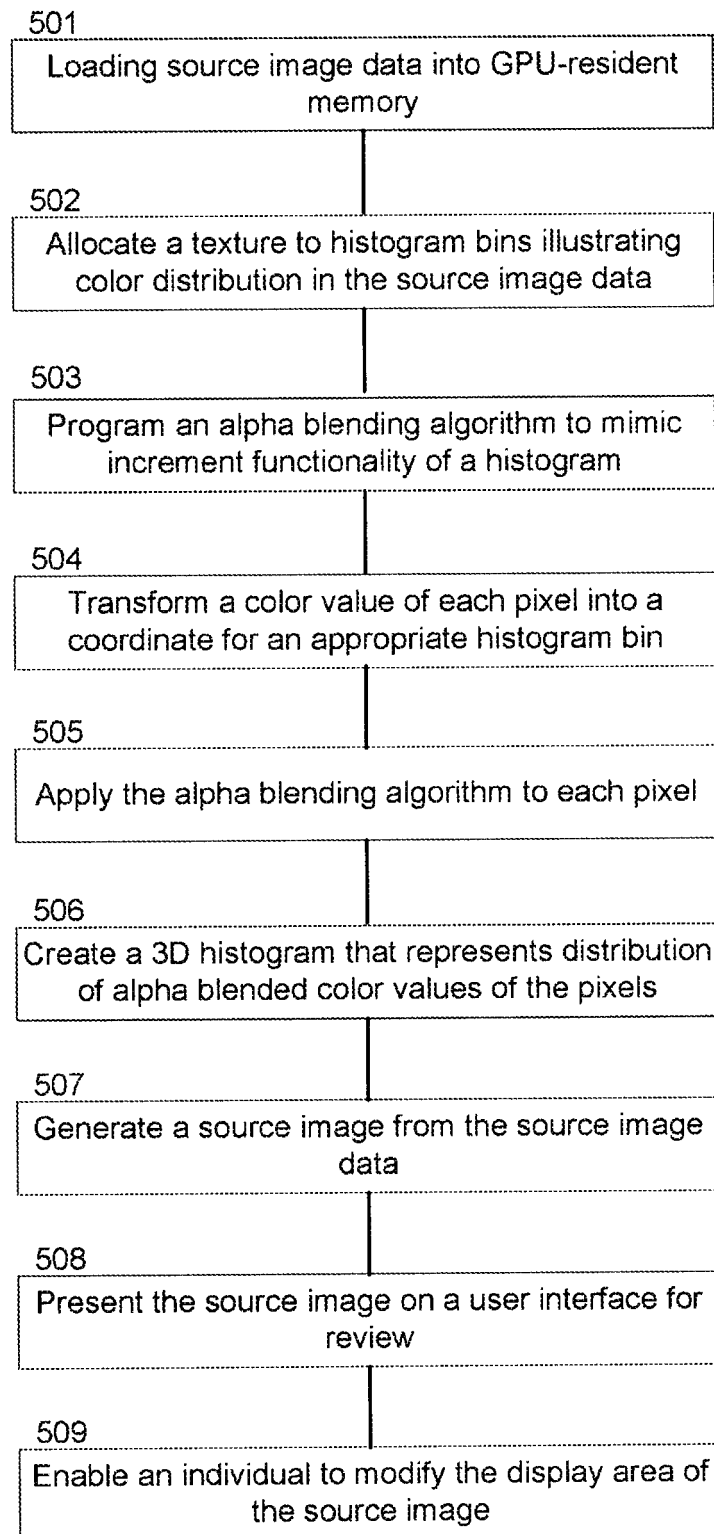 501
Loading source image data into GPU-resident
memory
502
Allocate a texture to histogram bins illustrating
color distribution in the source image data
503
Program an alpha blending algorithm to mimic
increment functionality of a histogram
504
Transform a color value of each pixel into a
coordinate for an appropriate histogram bin
505
Apply the alpha blending algorithm to each pixel
506
Create a 3D histogram that represents distribution
of alpha blended color values of the pixels
507
Generate a source image from the source image
data
508
Present the source image on a user interface for
review
509
Enable an individual to modify the display area of
the source image